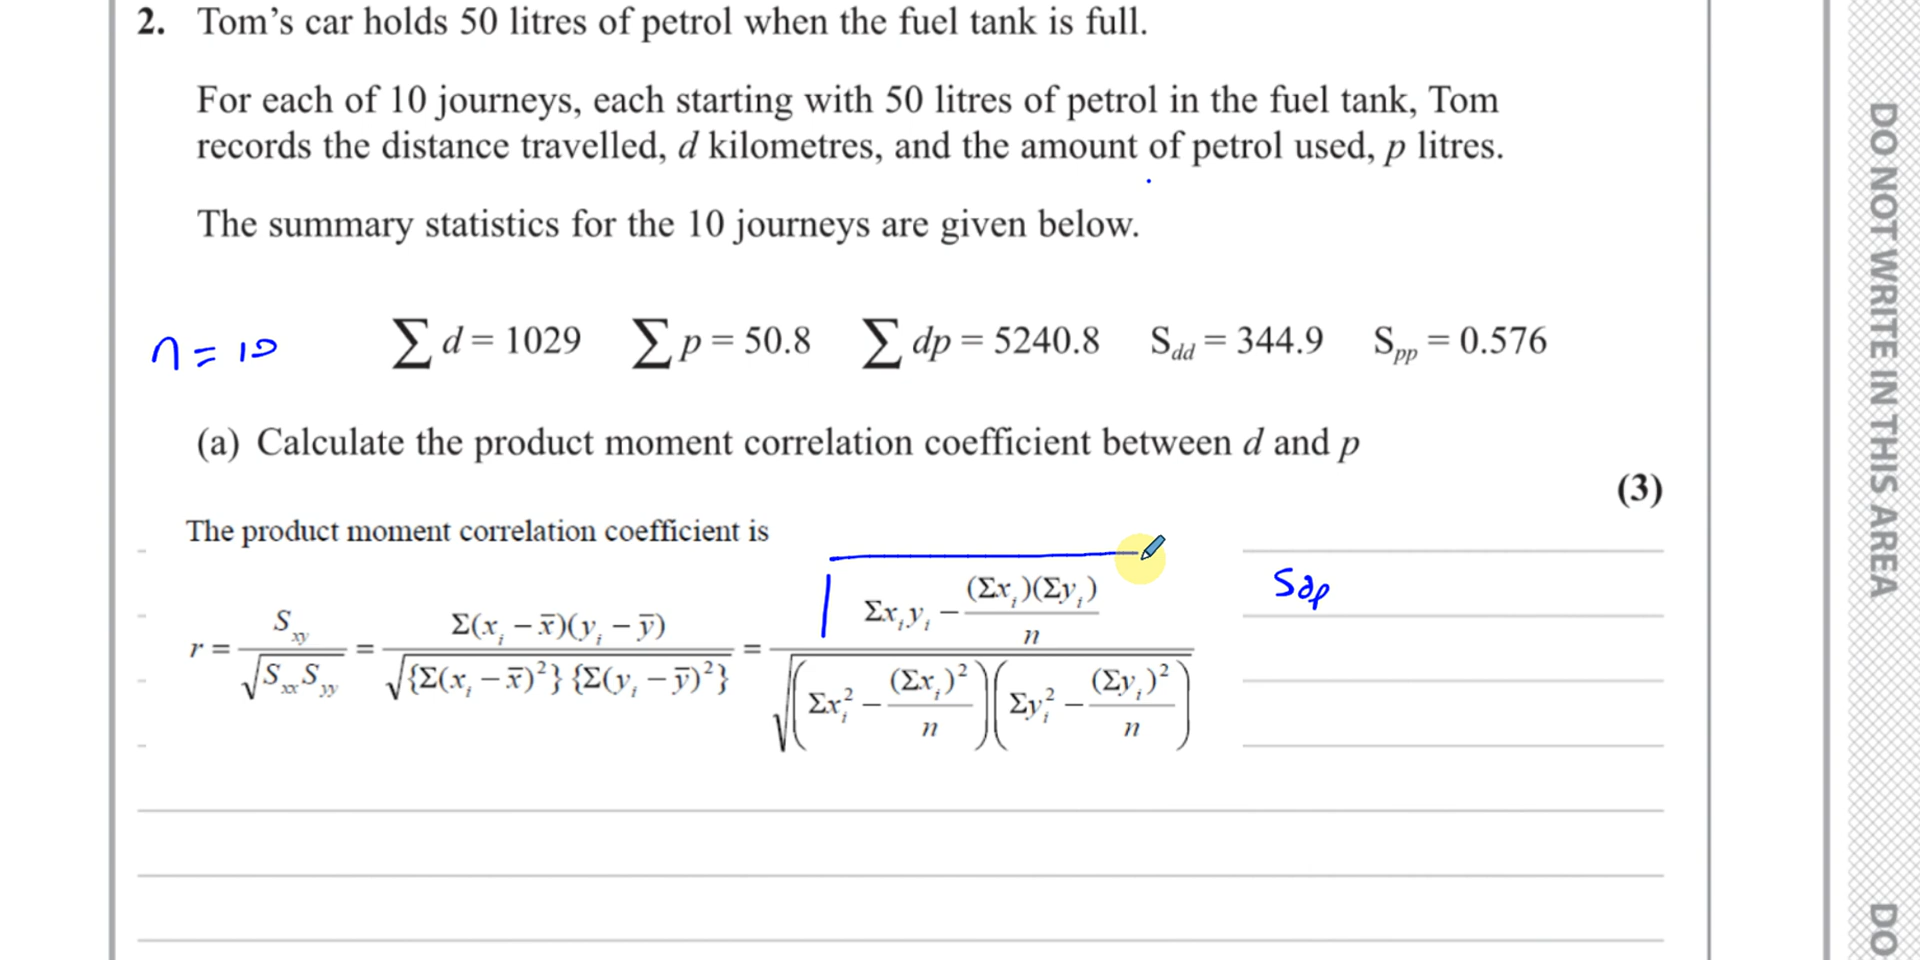 2. Tom's car holds 50 litres of petrol when the fuel tank is full.
For each of 10 journeys, each starting with 50 litres of petrol in the fuel tank, Tom
records the distance travelled, d kilometres, and the amount of petrol used, p litres.
The summary statistics for the 10 journeys are given below.
n = 10
∑ d = 1029 ∑ p = 50.8 ∑ dp = 5240.8 S_dd = 344.9 S_pp = 0.576
(a) Calculate the product moment correlation coefficient between d and p
(3)
The product moment correlation coefficient is
r = S_xy / √(S_xx S_yy) = Σ(x_i − x̄)(y_i − ȳ) / √({Σ(x_i − x̄)²} {Σ(y_i − ȳ)²}) = (Σx_i y_i − (Σx_i)(Σy_i)/n) / √((Σx_i² − (Σx_i)²/n)(Σy_i² − (Σy_i)²/n))
Sdp
DO NOT WRITE IN THIS AREA
DO